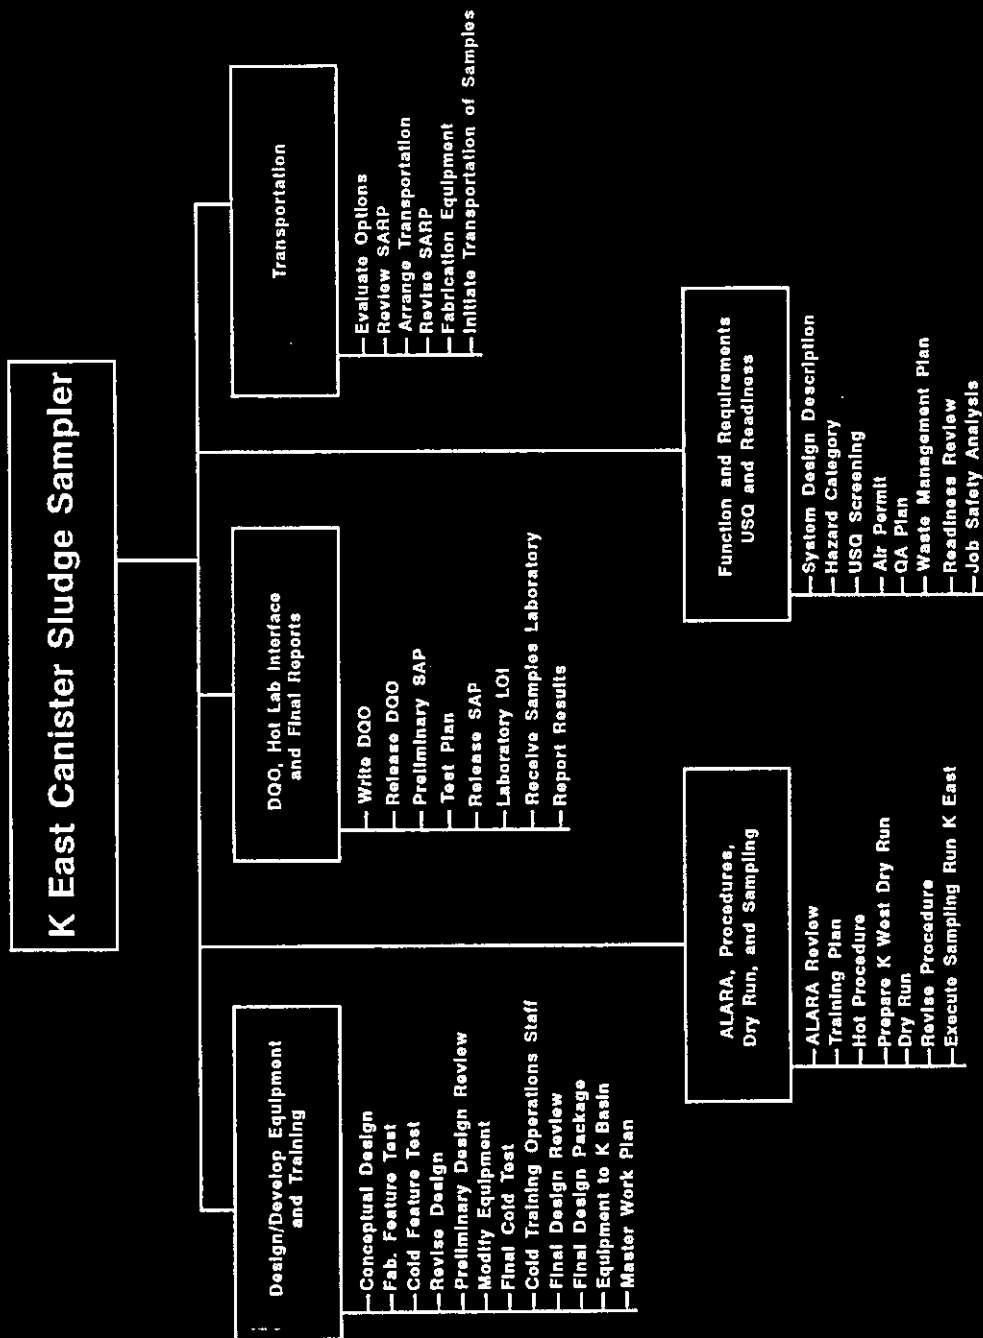 K East Canister Sludge Sampler
Design/Develop Equipment
and Training
Conceptual Design
Fab. Feature Test
Cold Feature Test
Revise Design
Preliminary Design Review
Modify Equipment
Final Cold Test
Cold Training Operations Staff
Final Design Review
Final Design Package
Equipment to K Basin
Master Work Plan
DQO, Hot Lab Interface
and Final Reports
Write DQO
Release DQO
Preliminary SAP
Test Plan
Release SAP
Laboratory LOI
Receive Samples Laboratory
Report Results
Transportation
Evaluate Options
Review SARP
Arrange Transportation
Revise SARP
Fabrication Equipment
Initiate Transportation of Samples
ALARA, Procedures,
Dry Run, and Sampling
ALARA Review
Training Plan
Hot Procedure
Prepare K West Dry Run
Dry Run
Revise Procedure
Execute Sampling Run K East
Function and Requirements
USQ and Readiness
System Design Description
Hazard Category
USQ Screening
Air Permit
QA Plan
Waste Management Plan
Readiness Review
Job Safety Analysis